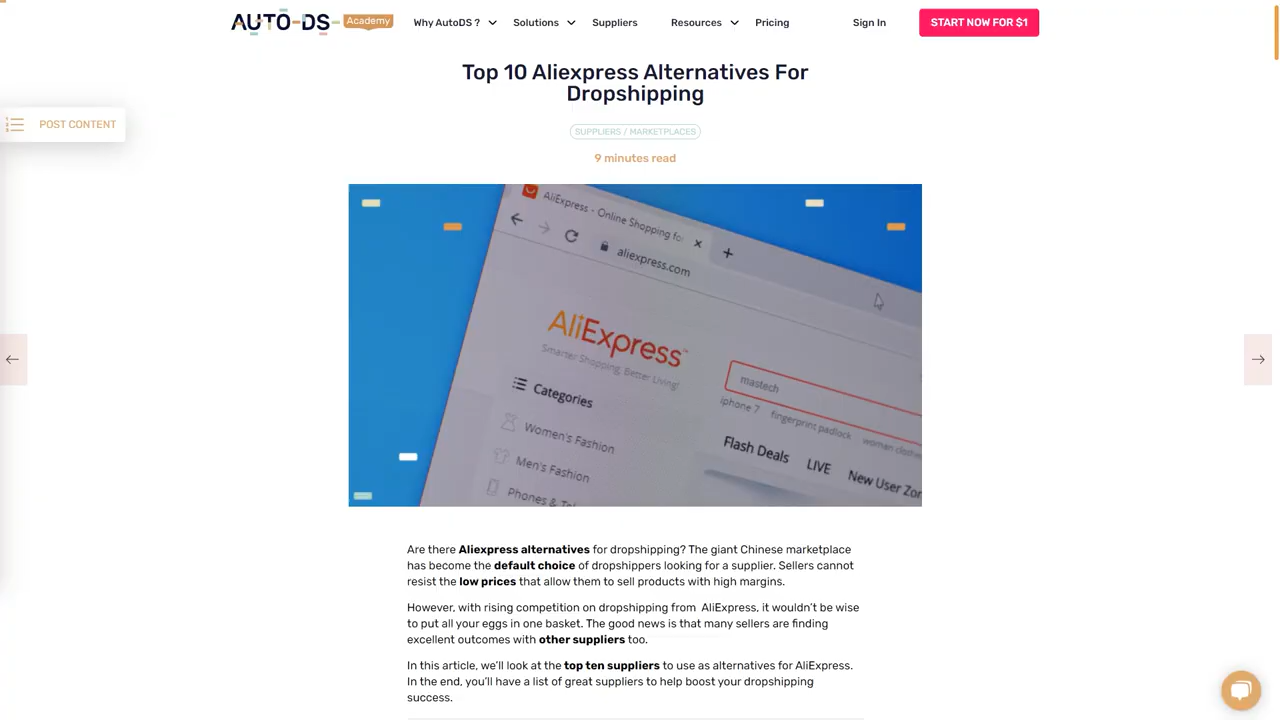 AUTO-DS Academy Why AutoDS ? Solutions Suppliers Resources Pricing Sign In START NOW FOR $1
Top 10 Aliexpress Alternatives For
Dropshipping
POST CONTENT
SUPPLIERS / MARKETPLACES
9 minutes read
AliExpress - Online Shopping fo
aliexpress.com
AliExpress
Smarter Shopping, Better Living!
mastech
Categories
iphone 7 fingerprint padlock woman clothe
Women's Fashion
Flash Deals LIVE New User Zon
Men's Fashion
Phones & Tel
Are there Aliexpress alternatives for dropshipping? The giant Chinese marketplace
has become the default choice of dropshippers looking for a supplier. Sellers cannot
resist the low prices that allow them to sell products with high margins.
However, with rising competition on dropshipping from AliExpress, it wouldn't be wise
to put all your eggs in one basket. The good news is that many sellers are finding
excellent outcomes with other suppliers too.
In this article, we'll look at the top ten suppliers to use as alternatives for AliExpress.
In the end, you'll have a list of great suppliers to help boost your dropshipping
success.